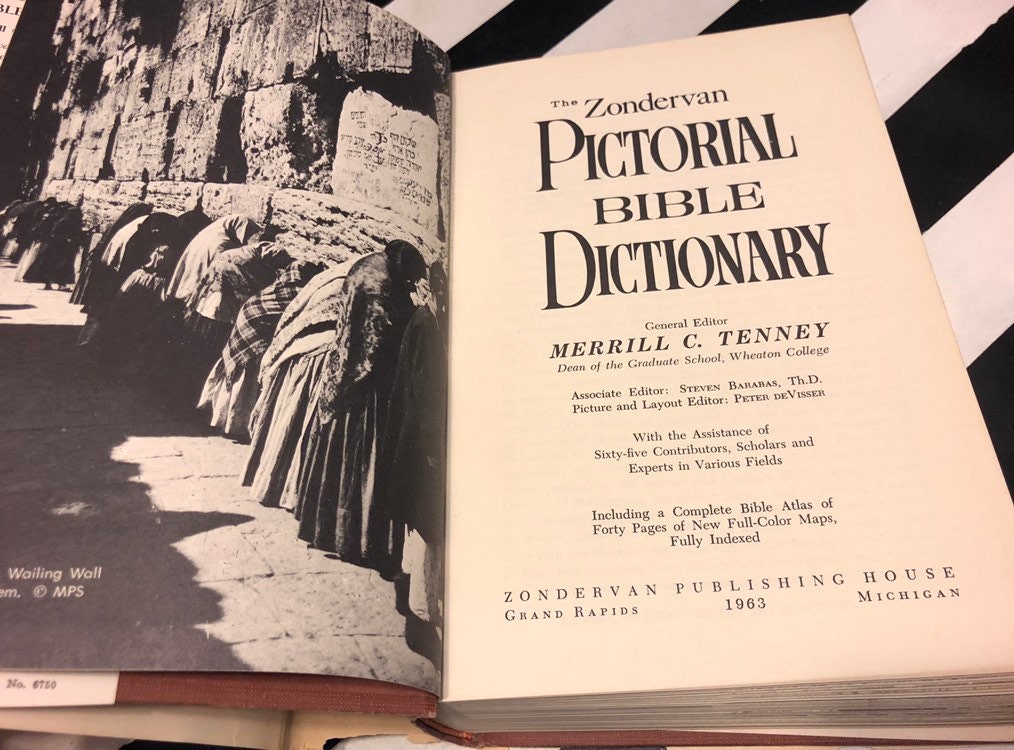 Wailing Wall
© MPS
No. 6750
The Zondervan
PICTORIAL
BIBLE
DICTIONARY
General Editor
MERRILL C. TENNEY
Dean of the Graduate School, Wheaton College
Associate Editor: STEVEN BARABAS, Th.D.
Picture and Layout Editor: PETER DEVISSER
With the Assistance of
Sixty-five Contributors, Scholars and
Experts in Various Fields
Including a Complete Bible Atlas of
Forty Pages of New Full-Color Maps,
Fully Indexed
ZONDERVAN PUBLISHING HOUSE
GRAND RAPIDS 1963 MICHIGAN